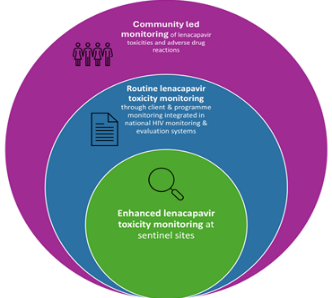 Community led
monitoring of lenacapavir
toxicities and adverse drug
reactions
Routine lenacapavir
toxicity monitoring
through client & programme
monitoring integrated in
national HIV monitoring &
evaluation systems
Enhanced lenacapavir
toxicity monitoring at
sentinel sites